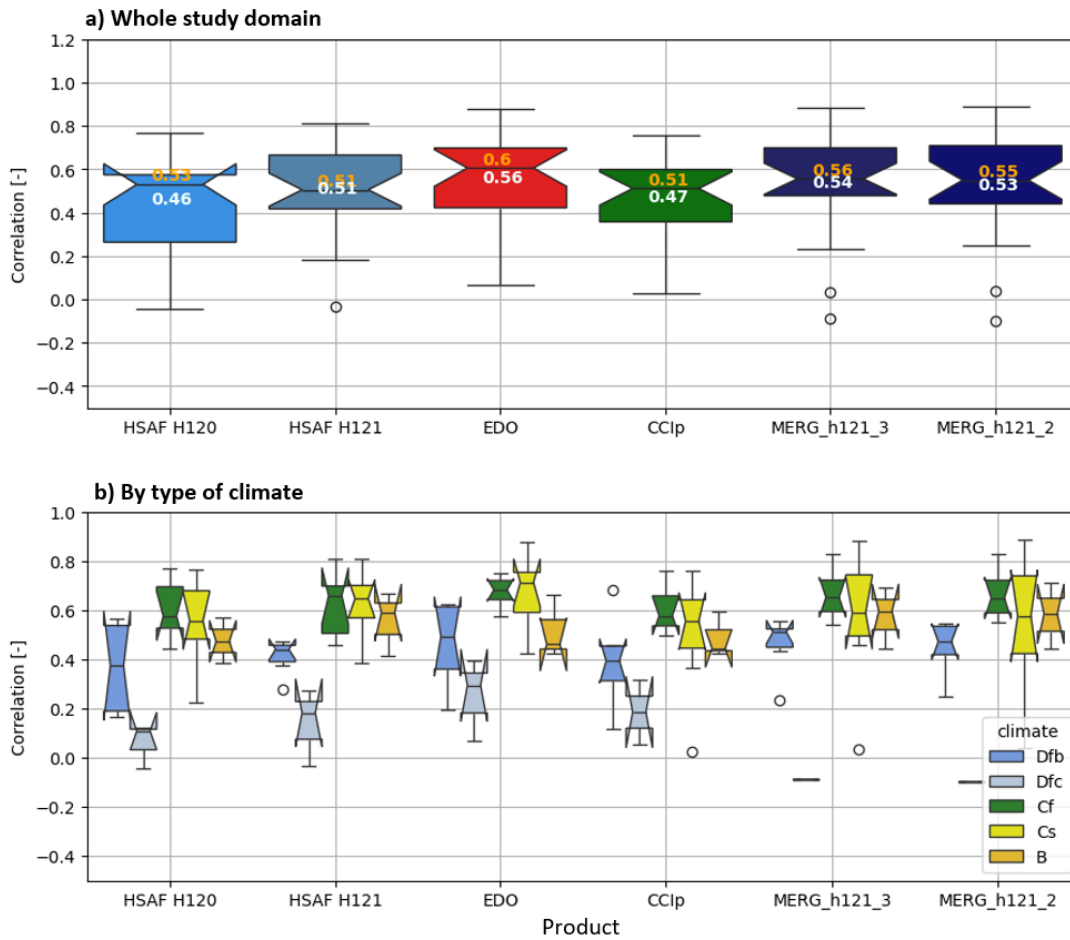 a) Whole study domain
1.2
1.0
0.8
0.6
0.4
0.2
0.0
−0.2
−0.4
Correlation [-]
0.53
0.46
0.51
0.51
0.6
0.56
0.51
0.47
0.56
0.54
0.55
0.53
HSAF H120 HSAF H121 EDO CCIp MERG_h121_3 MERG_h121_2
b) By type of climate
1.0
0.8
0.6
0.4
0.2
0.0
−0.2
−0.4
Correlation [-]
climate
Dfb
Dfc
Cf
Cs
B
HSAF H120 HSAF H121 EDO CCIp MERG_h121_3 MERG_h121_2
Product